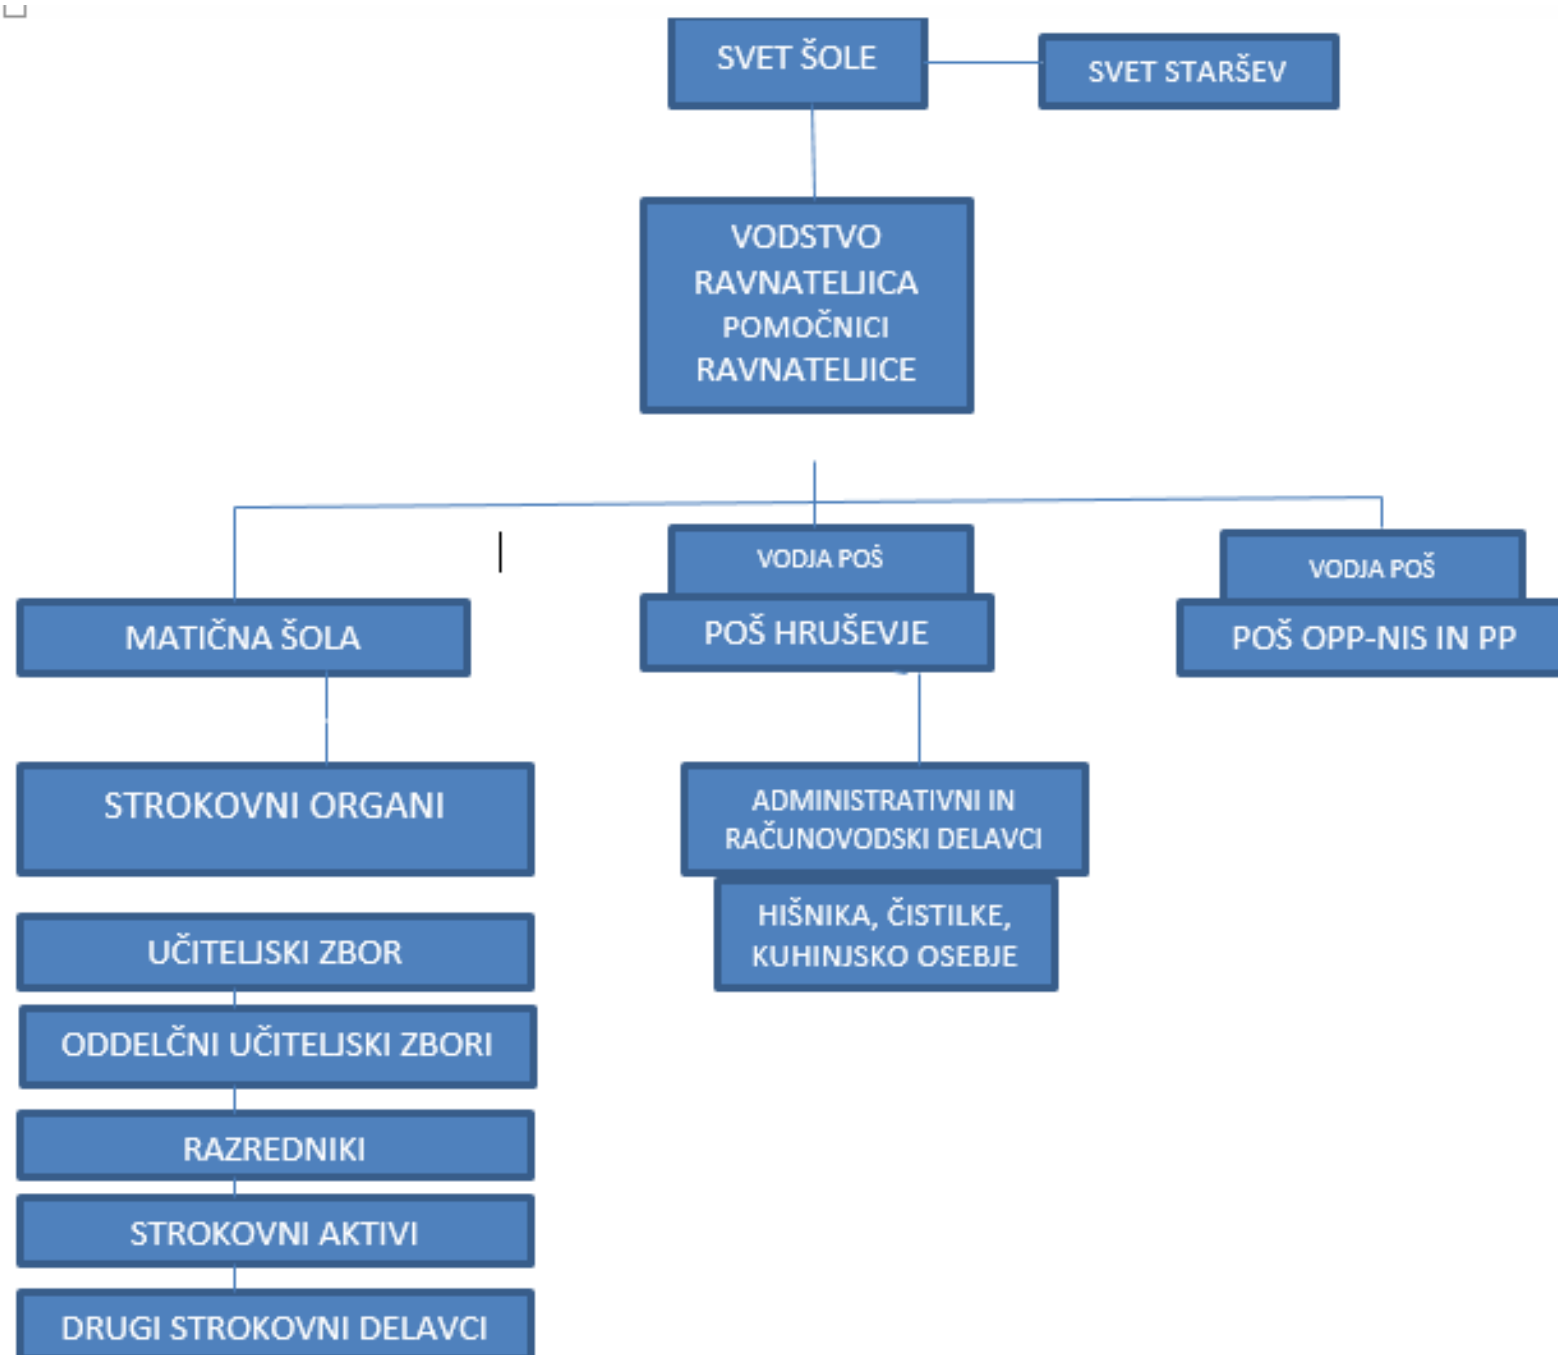 SVET ŠOLE
SVET STARŠEV
VODSTVO
RAVNATELJICA
POMOČNICI
RAVNATELJICE
VODJA POŠ
VODJA POŠ
MATIČNA ŠOLA
POŠ HRUŠEVJE
POŠ OPP-NIS IN PP
STROKOVNI ORGANI
ADMINISTRATIVNI IN
RAČUNOVODSKI DELAVCI
HIŠNIKA, ČISTILKE,
KUHINJSKO OSEBJE
UČITELJSKI ZBOR
ODDELČNI UČITELJSKI ZBORI
RAZREDNIKI
STROKOVNI AKTIVI
DRUGI STROKOVNI DELAVCI